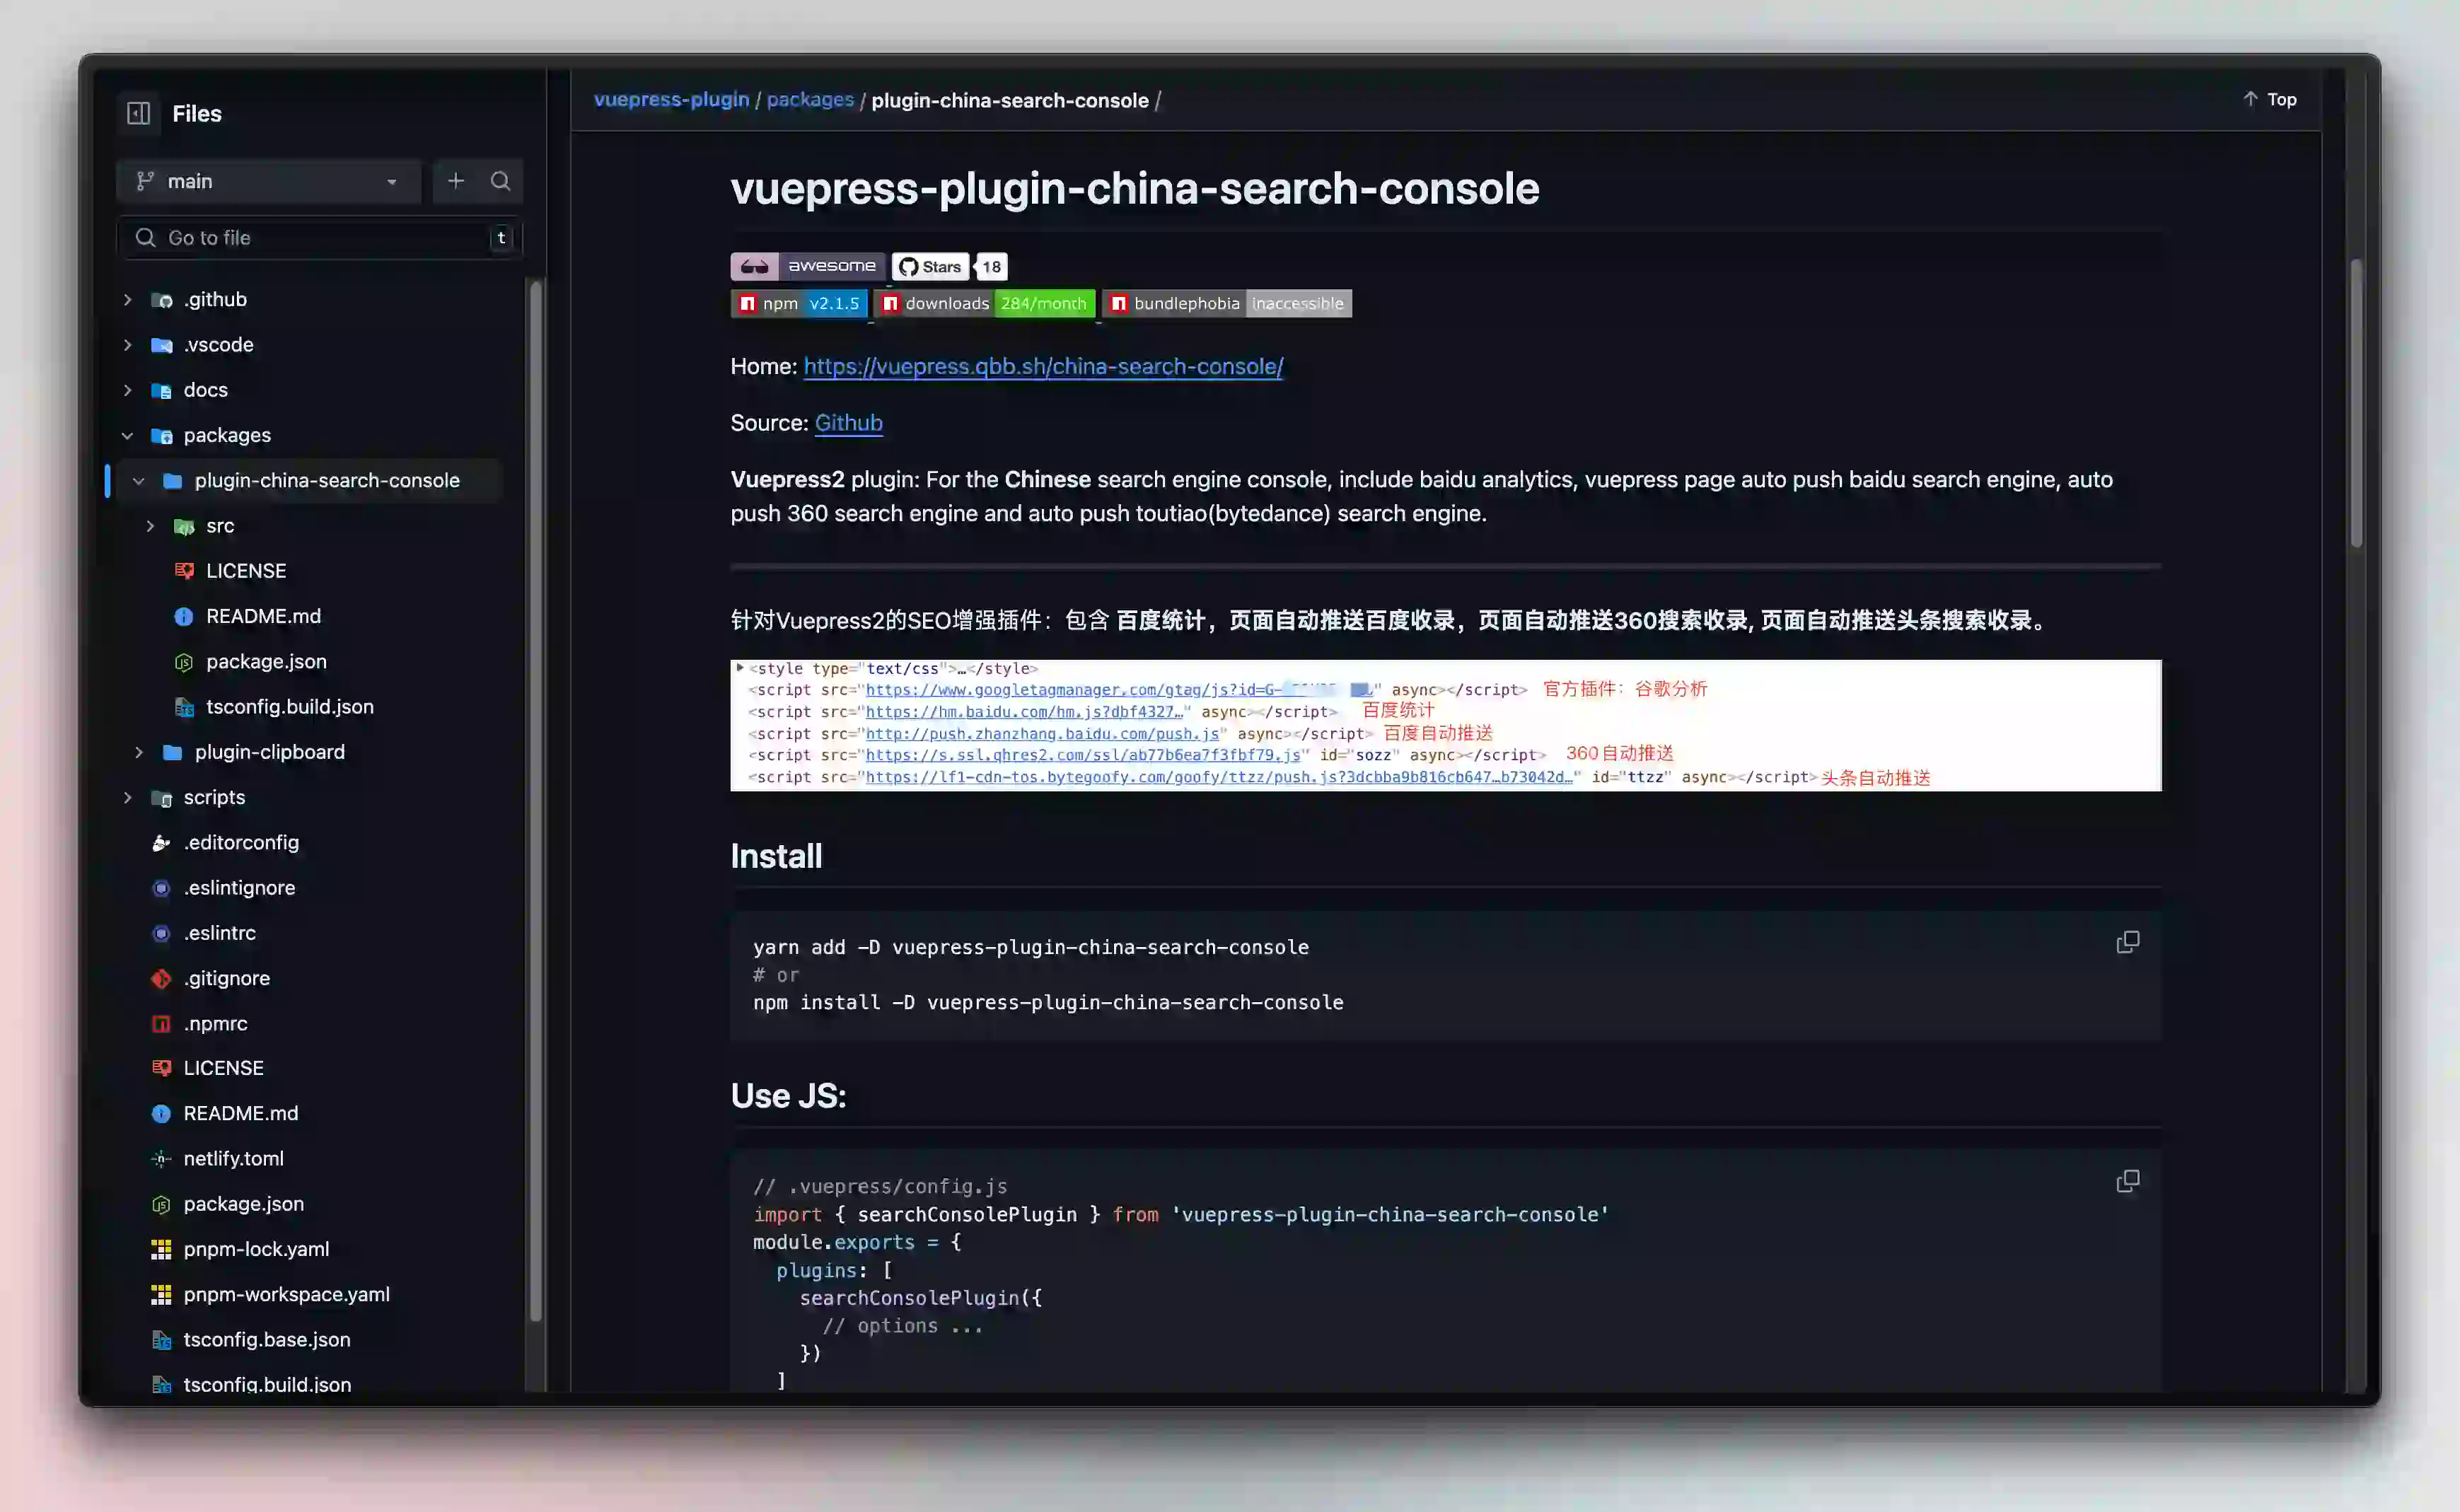 Files
main
Go to file
t
.github
.vscode
docs
packages
plugin-china-search-console
src
LICENSE
README.md
package.json
tsconfig.build.json
plugin-clipboard
scripts
.editorconfig
.eslintignore
.eslintrc
.gitignore
.npmrc
LICENSE
README.md
netlify.toml
package.json
pnpm-lock.yaml
pnpm-workspace.yaml
tsconfig.base.json
tsconfig.build.json
vuepress-plugin / packages / plugin-china-search-console /
Top
vuepress-plugin-china-search-console
awesome Stars 18
npm v2.1.5 downloads 284/month bundlephobia inaccessible
Home: https://vuepress.qbb.sh/china-search-console/
Source: Github
Vuepress2 plugin: For the Chinese search engine console, include baidu analytics, vuepress page auto push baidu search engine, auto
push 360 search engine and auto push toutiao(bytedance) search engine.
针对Vuepress2的SEO增强插件：包含 百度统计，页面自动推送百度收录，页面自动推送360搜索收录, 页面自动推送头条搜索收录。
<style type="text/css">…</style>
<script src="https://www.googletagmanager.com/gtag/js?id=G-" async></script> 官方插件：谷歌分析
<script src="https://hm.baidu.com/hm.js?dbf4327…" async></script> 百度统计
<script src="http://push.zhanzhang.baidu.com/push.js" async></script> 百度自动推送
<script src="https://s.ssl.qhres2.com/ssl/ab77b6ea7f3fbf79.js" id="sozz" async></script> 360自动推送
<script src="https://lf1-cdn-tos.bytegoofy.com/goofy/ttzz/push.js?3dcbba9b816cb647…b73042d…" id="ttzz" async></script> 头条自动推送
Install
yarn add -D vuepress-plugin-china-search-console
# or
npm install -D vuepress-plugin-china-search-console
Use JS:
// .vuepress/config.js
import { searchConsolePlugin } from 'vuepress-plugin-china-search-console'
module.exports = {
plugins: [
searchConsolePlugin({
// options ...
})
]